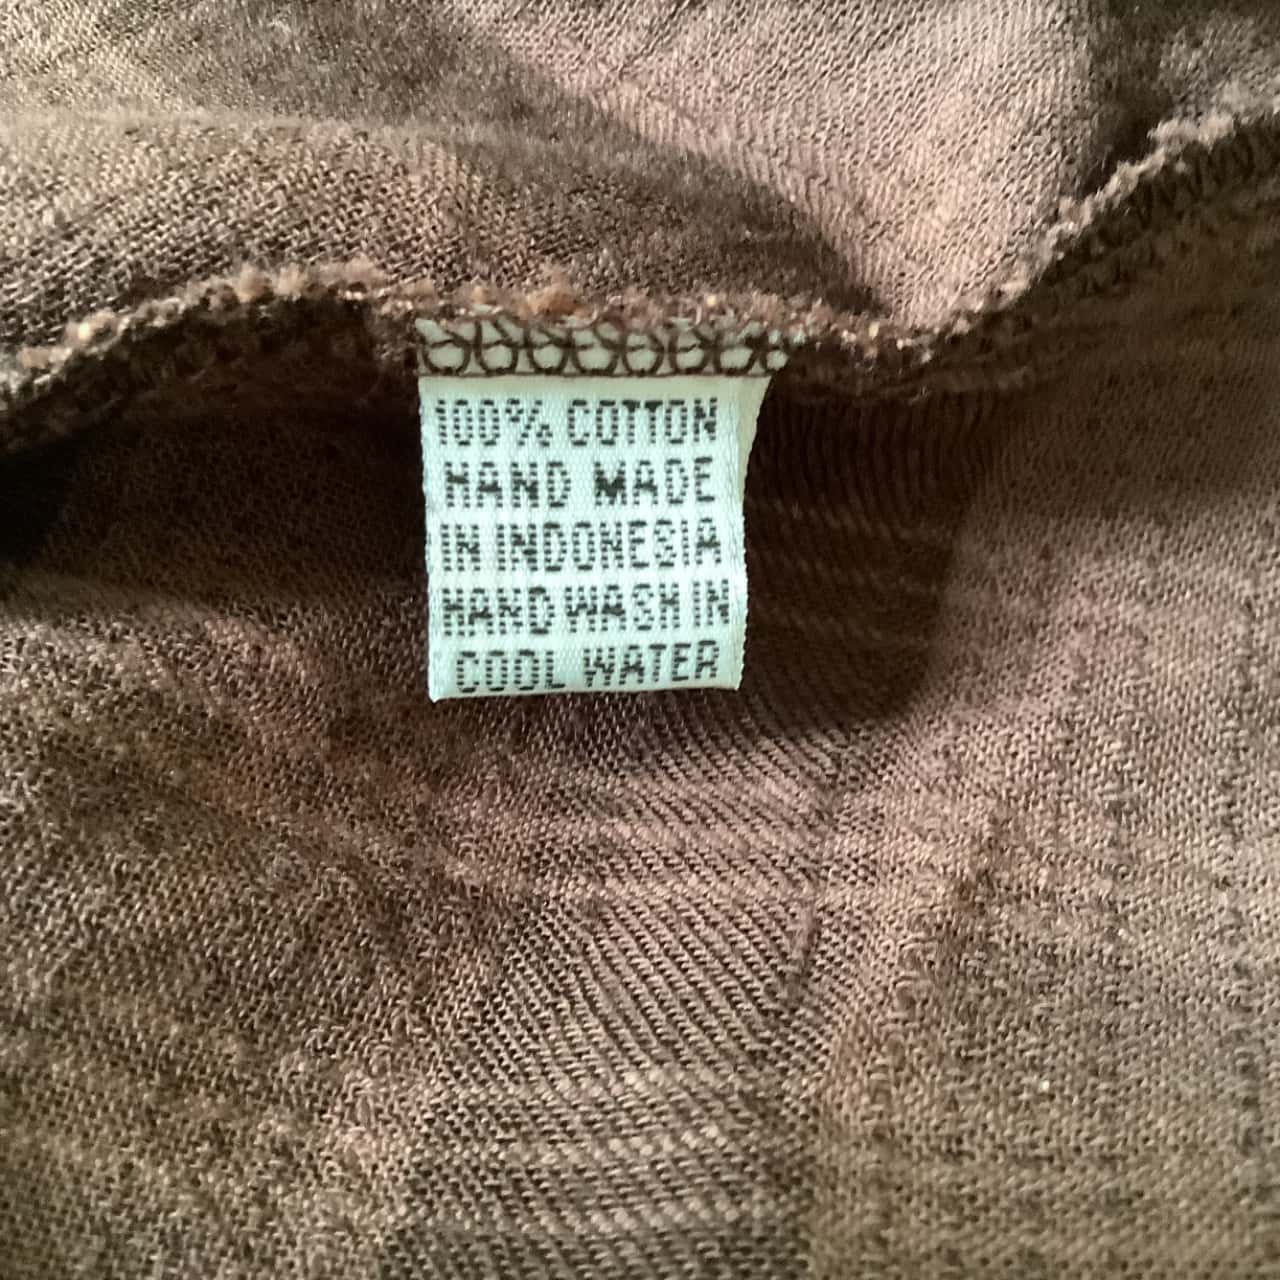 100% COTTON
HAND MADE
IN INDONESIA
HAND WASH IN
COOL WATER